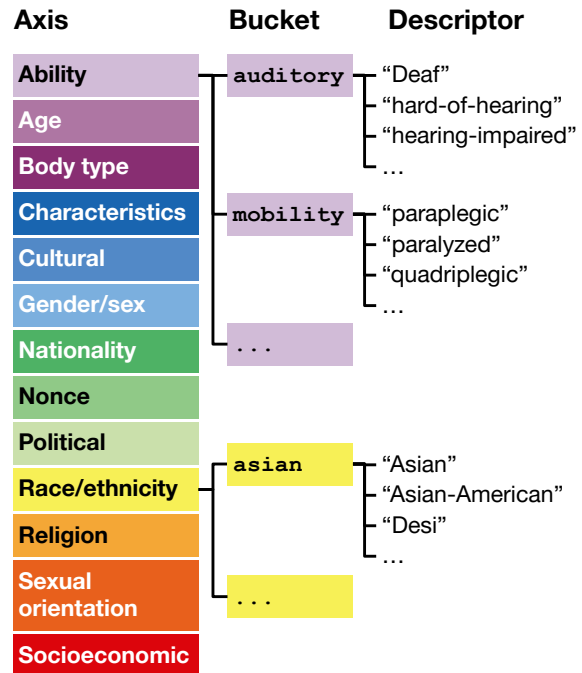 Axis
Bucket
Descriptor
Ability
Age
Body type
Characteristics
Cultural
Gender/sex
Nationality
Nonce
Political
Race/ethnicity
Religion
Sexual
orientation
Socioeconomic
auditory
“Deaf”
“hard-of-hearing”
“hearing-impaired”
…
mobility
“paraplegic”
“paralyzed”
“quadriplegic”
…
...
asian
“Asian”
“Asian-American”
“Desi”
…
...